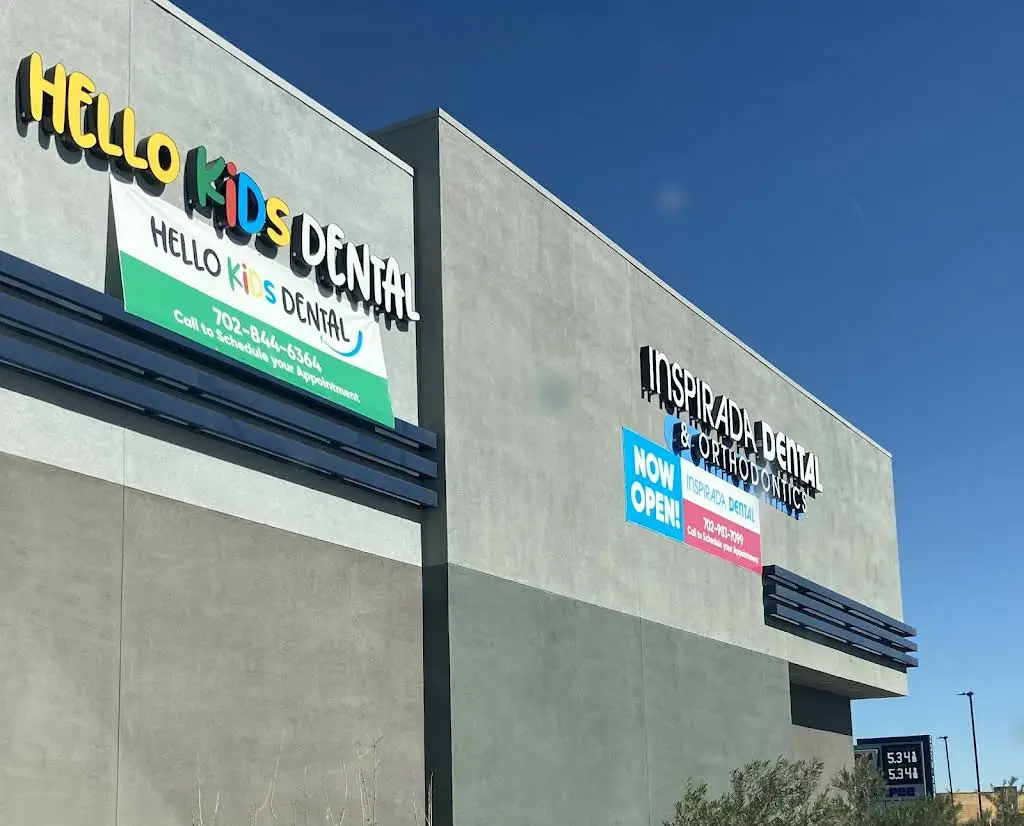 HELLO KiDS DENTAL
HELLO KiDS DENTAL
702-844-6364
Call to Schedule your Appointment
INSPIRADA DENTAL
& ORTHODONTICS
NOW
OPEN!
INSPIRADA DENTAL
702-983-7099
Call to Schedule your Appointment
5.34
5.34